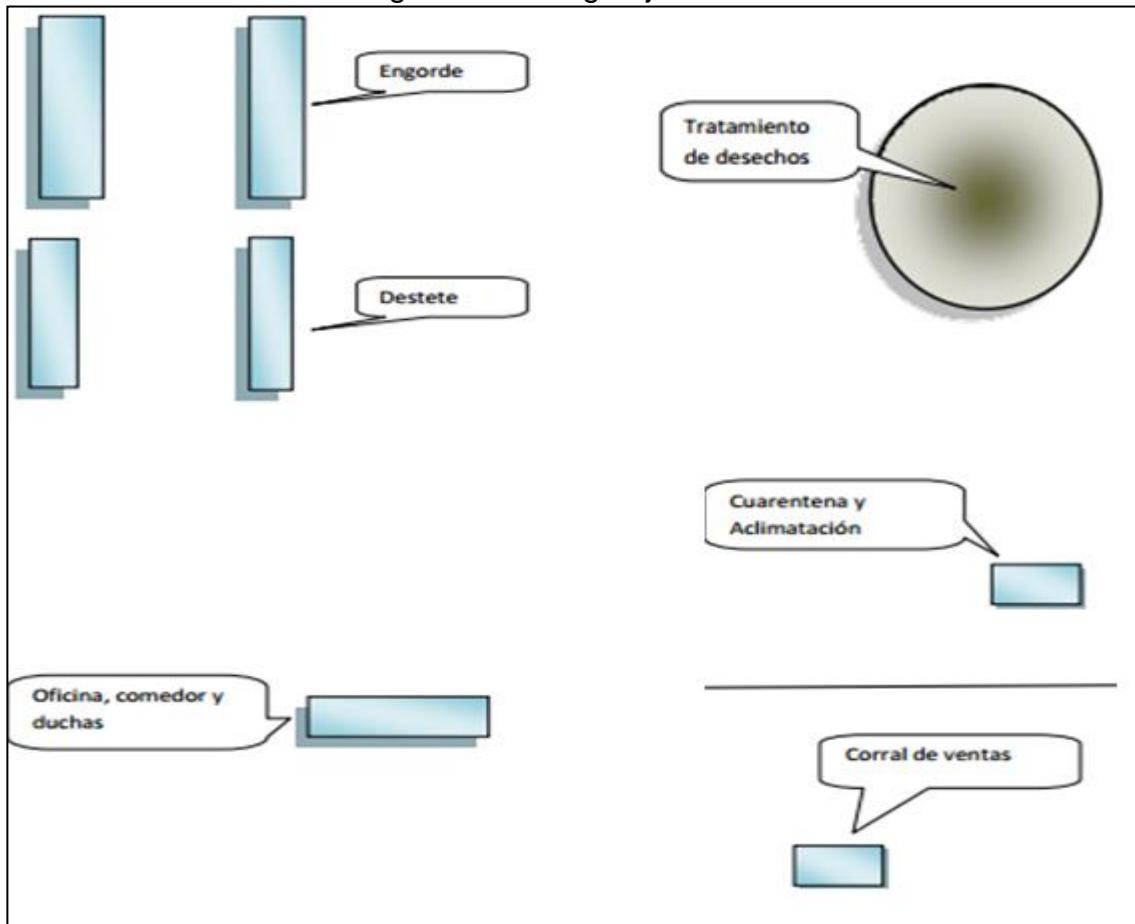 Engorde
Tratamiento
de desechos
Destete
Cuarentena y
Aclimatación
Oficina, comedor y
duchas
Corral de ventas